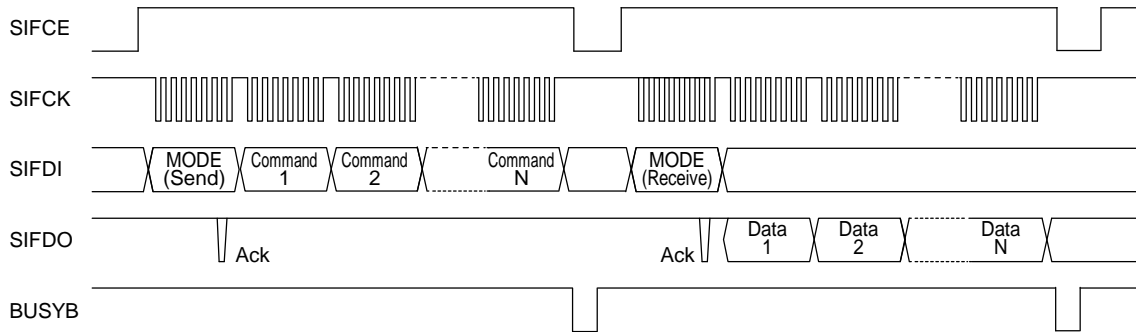 SIFCE
SIFCK
SIFDI
MODE
(Send)
Command
1
Command
2
Command
N
MODE
(Receive)
SIFDO
Ack
Ack
Data
1
Data
2
Data
N
BUSYB